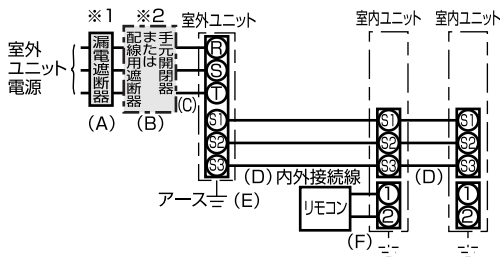 ※1
※2
室外ユニット
室内ユニット
室内ユニット
室外
ユニット
電源
漏電遮断器
配線用遮断器
または
手元開閉器
R
S
T
S1
S2
S3
S1
S2
S3
S1
S2
S3
(A)
(B)
(C)
(D)
内外接続線
(D)
アース
(E)
リモコン
1
2
1
2
(F)